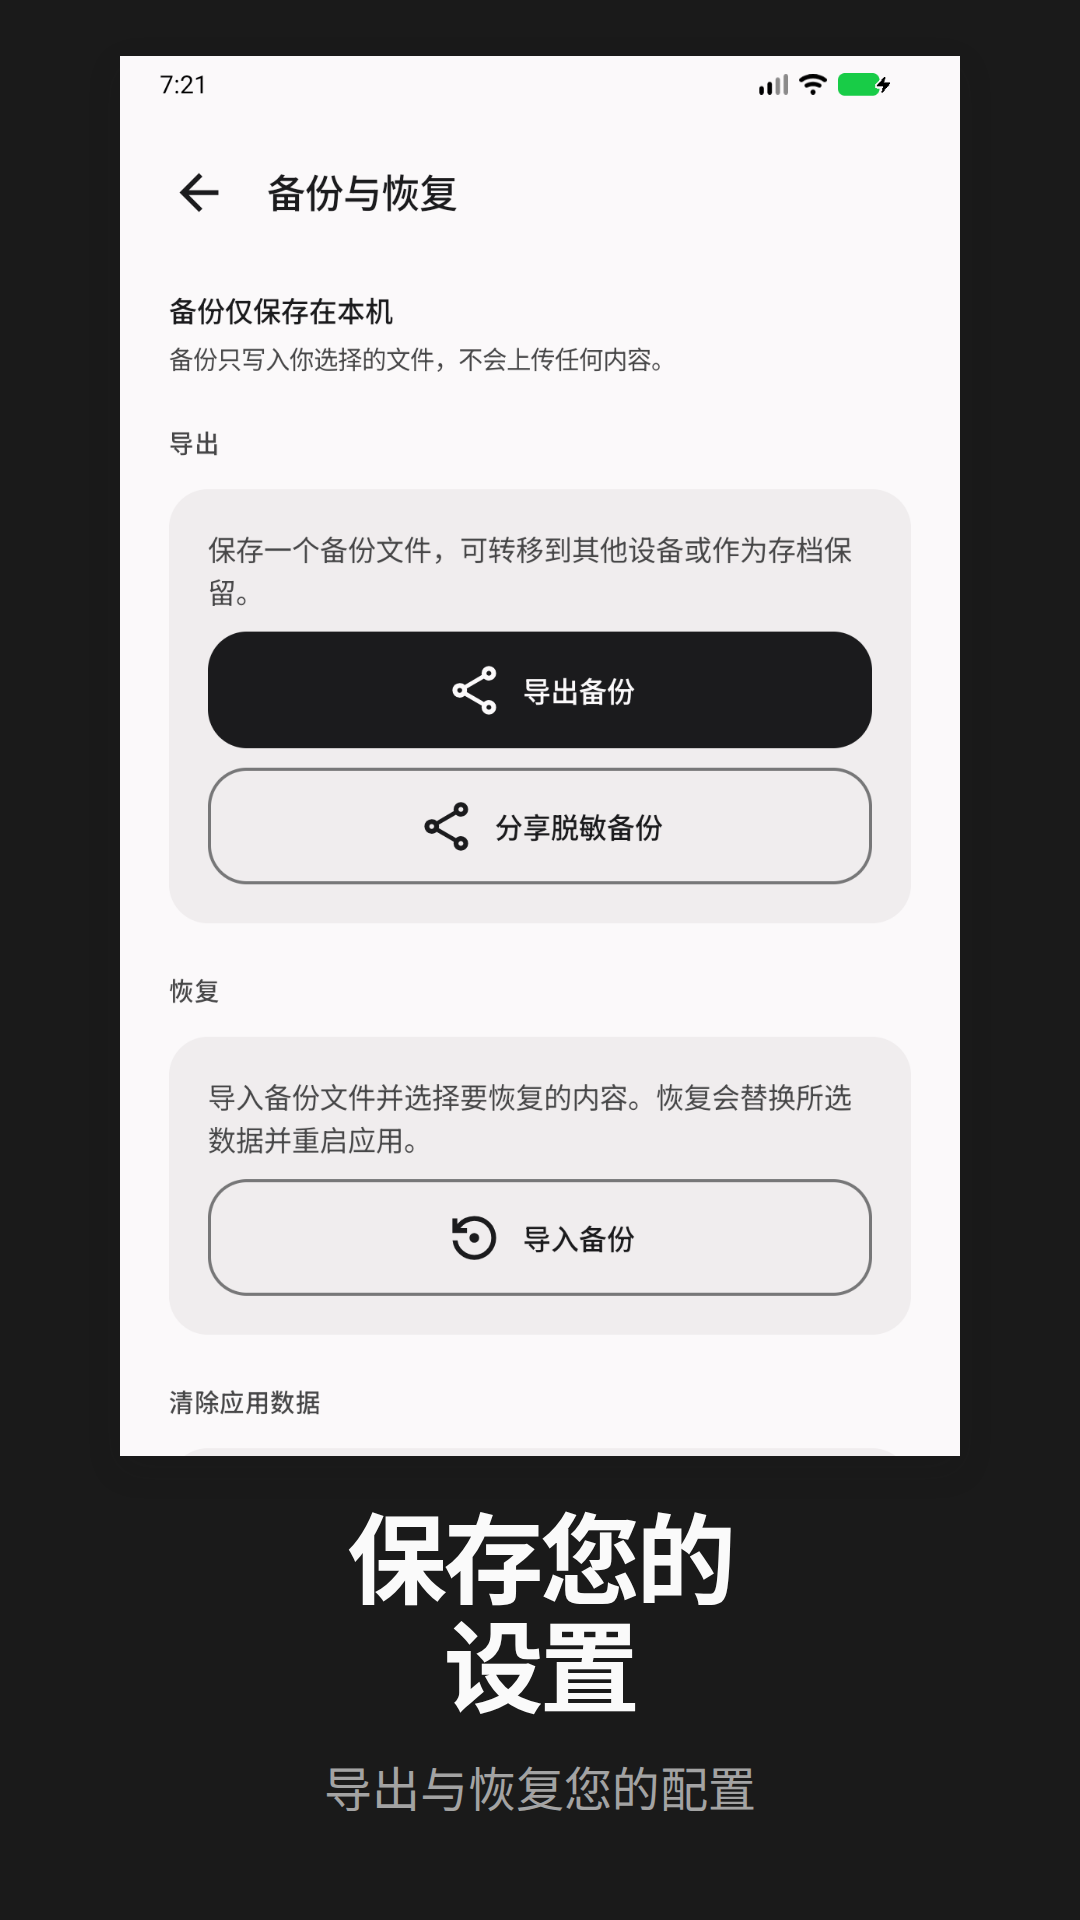 7:21
备份与恢复
备份仅保存在本机
备份只写入你选择的文件，不会上传任何内容。
导出
保存一个备份文件，可转移到其他设备或作为存档保
留。
导出备份
分享脱敏备份
恢复
导入备份文件并选择要恢复的内容。恢复会替换所选
数据并重启应用。
导入备份
清除应用数据
保存您的
设置
导出与恢复您的配置